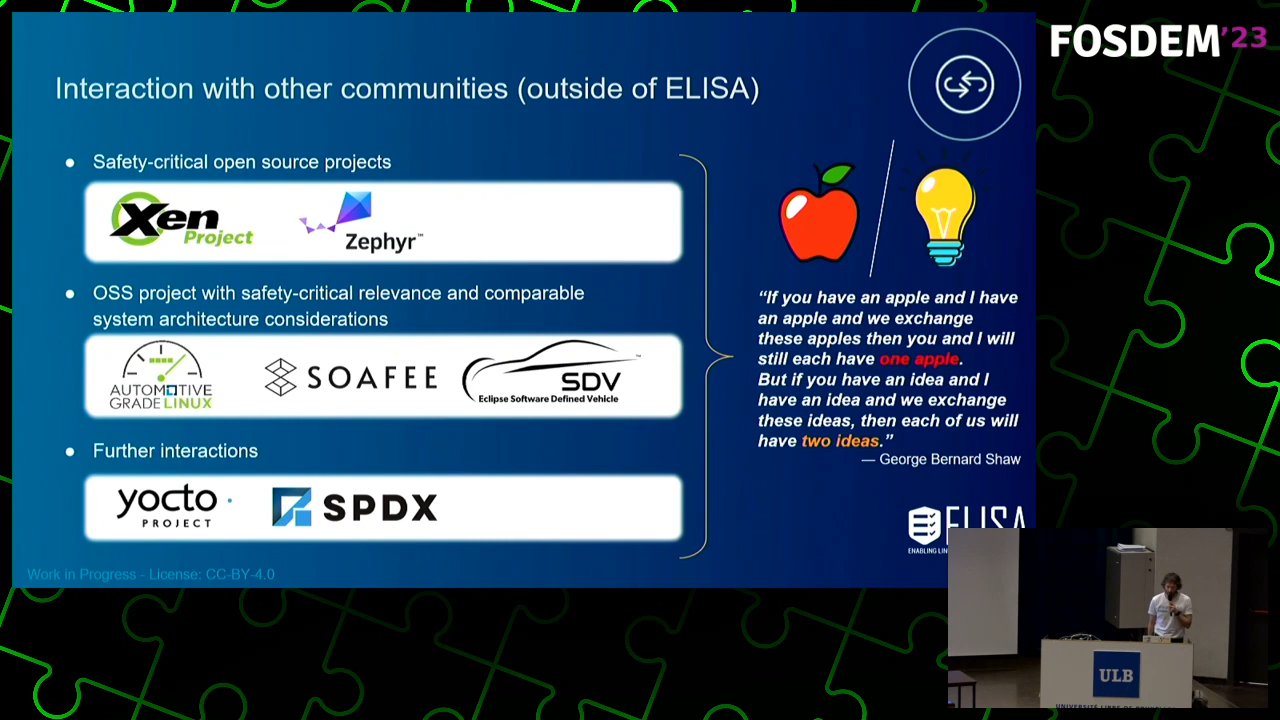 FOSDEM'23
Interaction with other communities (outside of ELISA)
● Safety-critical open source projects
Xen
Project
Zephyr™
● OSS project with safety-critical relevance and comparable
system architecture considerations
AUTOMOTIVE
GRADE LINUX
SOAFEE
SDV
Eclipse Software Defined Vehicle
™
● Further interactions
yocto
PROJECT
SPDX
“If you have an apple and I have
an apple and we exchange
these apples then you and I will
still each have one apple.
But if you have an idea and I
have an idea and we exchange
these ideas, then each of us will
have two ideas.”
— George Bernard Shaw
ELISA
ENABLING LIN
Work in Progress - License: CC-BY-4.0
ULB